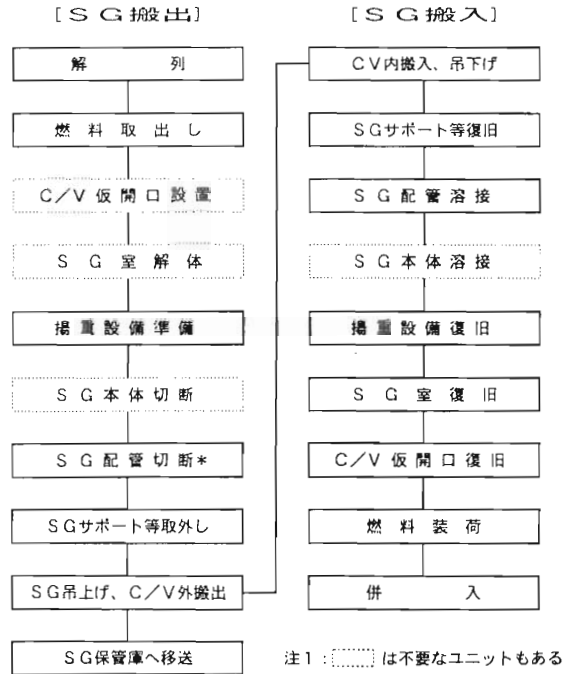 [SG搬出]
解列
燃料取出し
C／V仮開口設置
SG室解体
揚重設備準備
SG本体切断
SG配管切断*
SGサポート等取外し
SG吊上げ、C／V外搬出
SG保管庫へ移送
[SG搬入]
CV内搬入、吊下げ
SGサポート等復旧
SG配管溶接
SG本体溶接
揚重設備復旧
SG室復旧
C／V仮開口復旧
燃料装荷
併入
注1：は不要なユニットもある